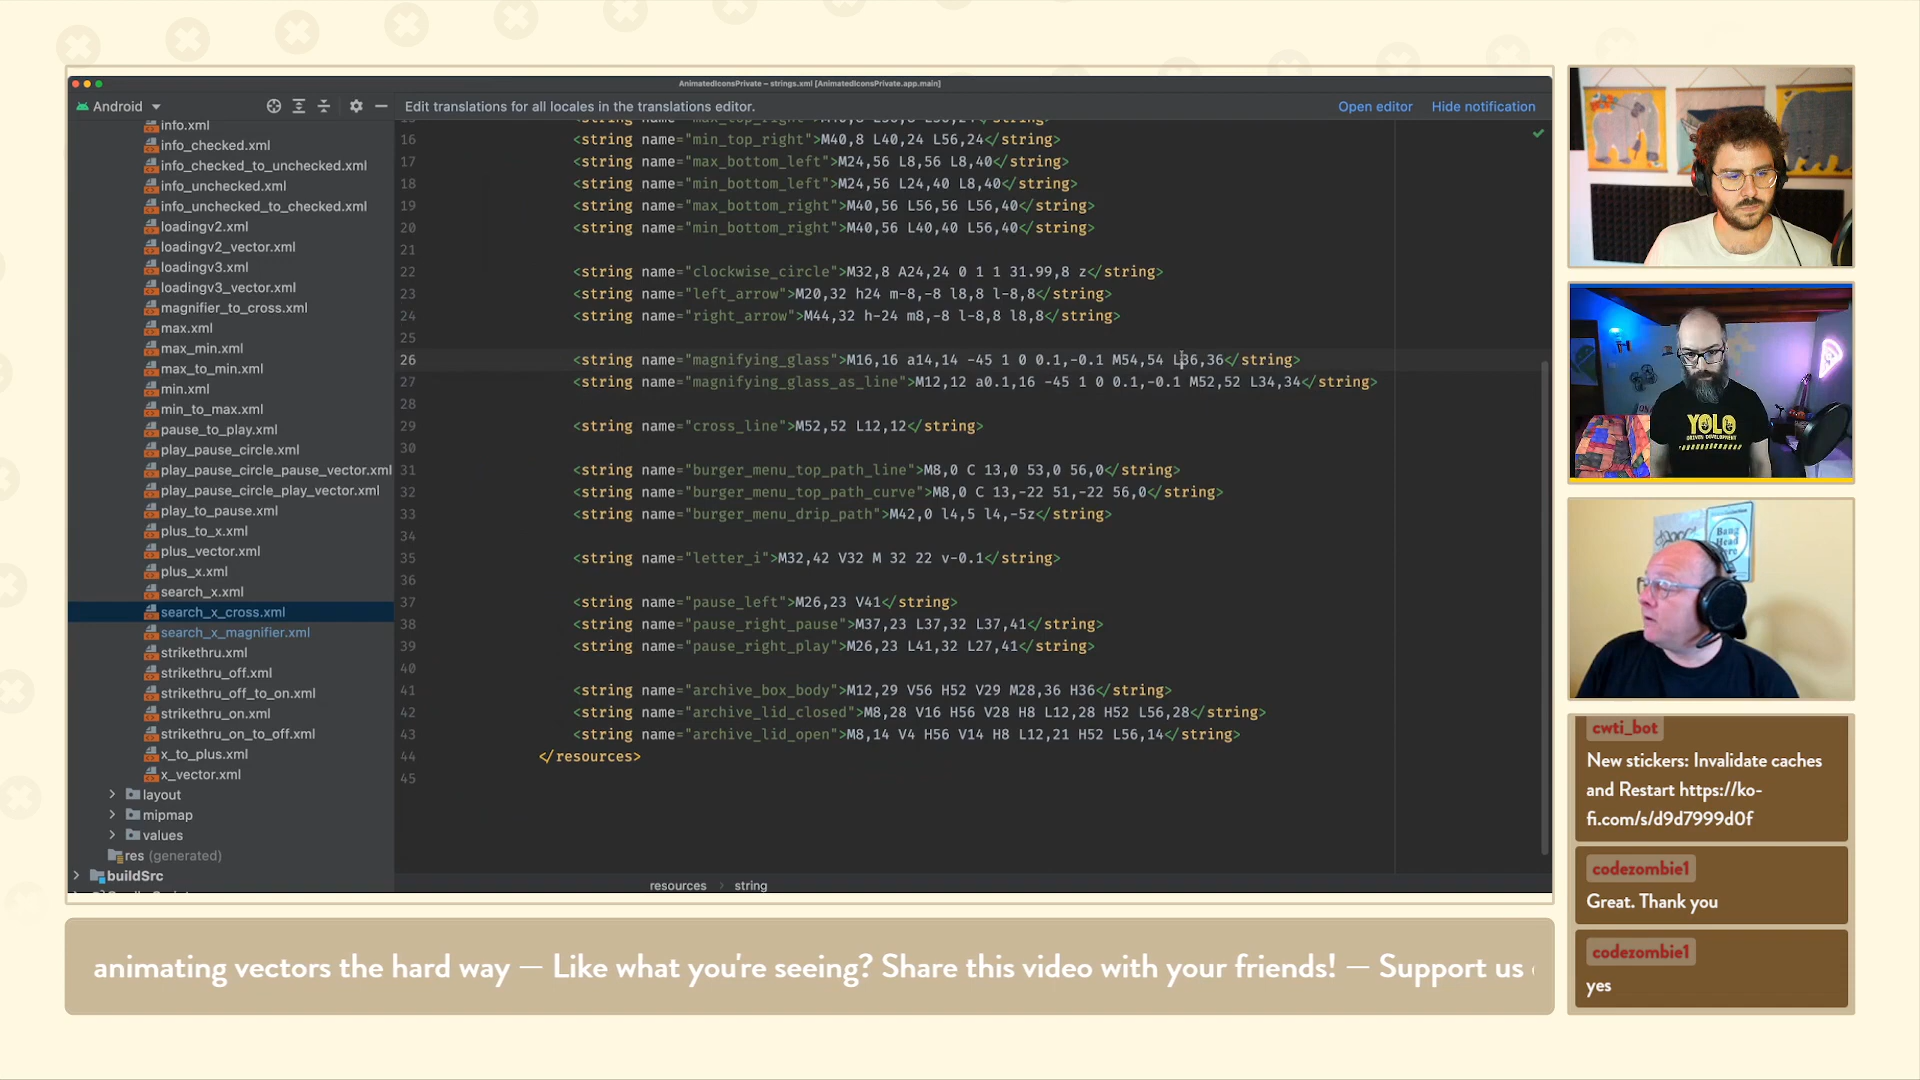 AnimatedIconsPrivate – strings.xml [AnimatedIconsPrivate.app.main]
Android
Edit translations for all locales in the translations editor.
Open editor
Hide notification
info.xml
info_checked.xml
info_checked_to_unchecked.xml
info_unchecked.xml
info_unchecked_to_checked.xml
loadingv2.xml
loadingv2_vector.xml
loadingv3.xml
loadingv3_vector.xml
magnifier_to_cross.xml
max.xml
max_min.xml
max_to_min.xml
min.xml
min_to_max.xml
pause_to_play.xml
play_pause_circle.xml
play_pause_circle_pause_vector.xml
play_pause_circle_play_vector.xml
play_to_pause.xml
plus_to_x.xml
plus_vector.xml
plus_x.xml
search_x.xml
search_x_cross.xml
search_x_magnifier.xml
strikethru.xml
strikethru_off.xml
strikethru_off_to_on.xml
strikethru_on.xml
strikethru_on_to_off.xml
x_to_plus.xml
x_vector.xml
layout
mipmap
values
res (generated)
buildSrc
16 <string name="min_top_right">M40,8 L40,24 L56,24</string>
17 <string name="max_bottom_left">M24,56 L8,56 L8,40</string>
18 <string name="min_bottom_left">M24,56 L24,40 L8,40</string>
19 <string name="max_bottom_right">M40,56 L56,56 L56,40</string>
20 <string name="min_bottom_right">M40,56 L40,40 L56,40</string>
21
22 <string name="clockwise_circle">M32,8 A24,24 0 1 1 31.99,8 z</string>
23 <string name="left_arrow">M20,32 h24 m-8,-8 l8,8 l-8,8</string>
24 <string name="right_arrow">M44,32 h-24 m8,-8 l-8,8 l8,8</string>
25
26 <string name="magnifying_glass">M16,16 a14,14 -45 1 0 0.1,-0.1 M54,54 L36,36</string>
27 <string name="magnifying_glass_as_line">M12,12 a0.1,16 -45 1 0 0.1,-0.1 M52,52 L34,34</string>
28
29 <string name="cross_line">M52,52 L12,12</string>
30
31 <string name="burger_menu_top_path_line">M8,0 C 13,0 53,0 56,0</string>
32 <string name="burger_menu_top_path_curve">M8,0 C 13,-22 51,-22 56,0</string>
33 <string name="burger_menu_drip_path">M42,0 l4,5 l4,-5z</string>
34
35 <string name="letter_i">M32,42 V32 M 32 22 v-0.1</string>
36
37 <string name="pause_left">M26,23 V41</string>
38 <string name="pause_right_pause">M37,23 L37,32 L37,41</string>
39 <string name="pause_right_play">M26,23 L41,32 L27,41</string>
40
41 <string name="archive_box_body">M12,29 V56 H52 V29 M28,36 H36</string>
42 <string name="archive_lid_closed">M8,28 V16 H56 V28 H8 L12,28 H52 L56,28</string>
43 <string name="archive_lid_open">M8,14 V4 H56 V14 H8 L12,21 H52 L56,14</string>
44 </resources>
45
resources › string
YOLO
DRIVEN DEVELOPMENT
Bang
Head
Here
cwti_bot
New stickers: Invalidate caches
and Restart https://ko-
fi.com/s/d9d7999d0f
codezombie1
Great. Thank you
codezombie1
yes
animating vectors the hard way — Like what you're seeing? Share this video with your friends! — Support us